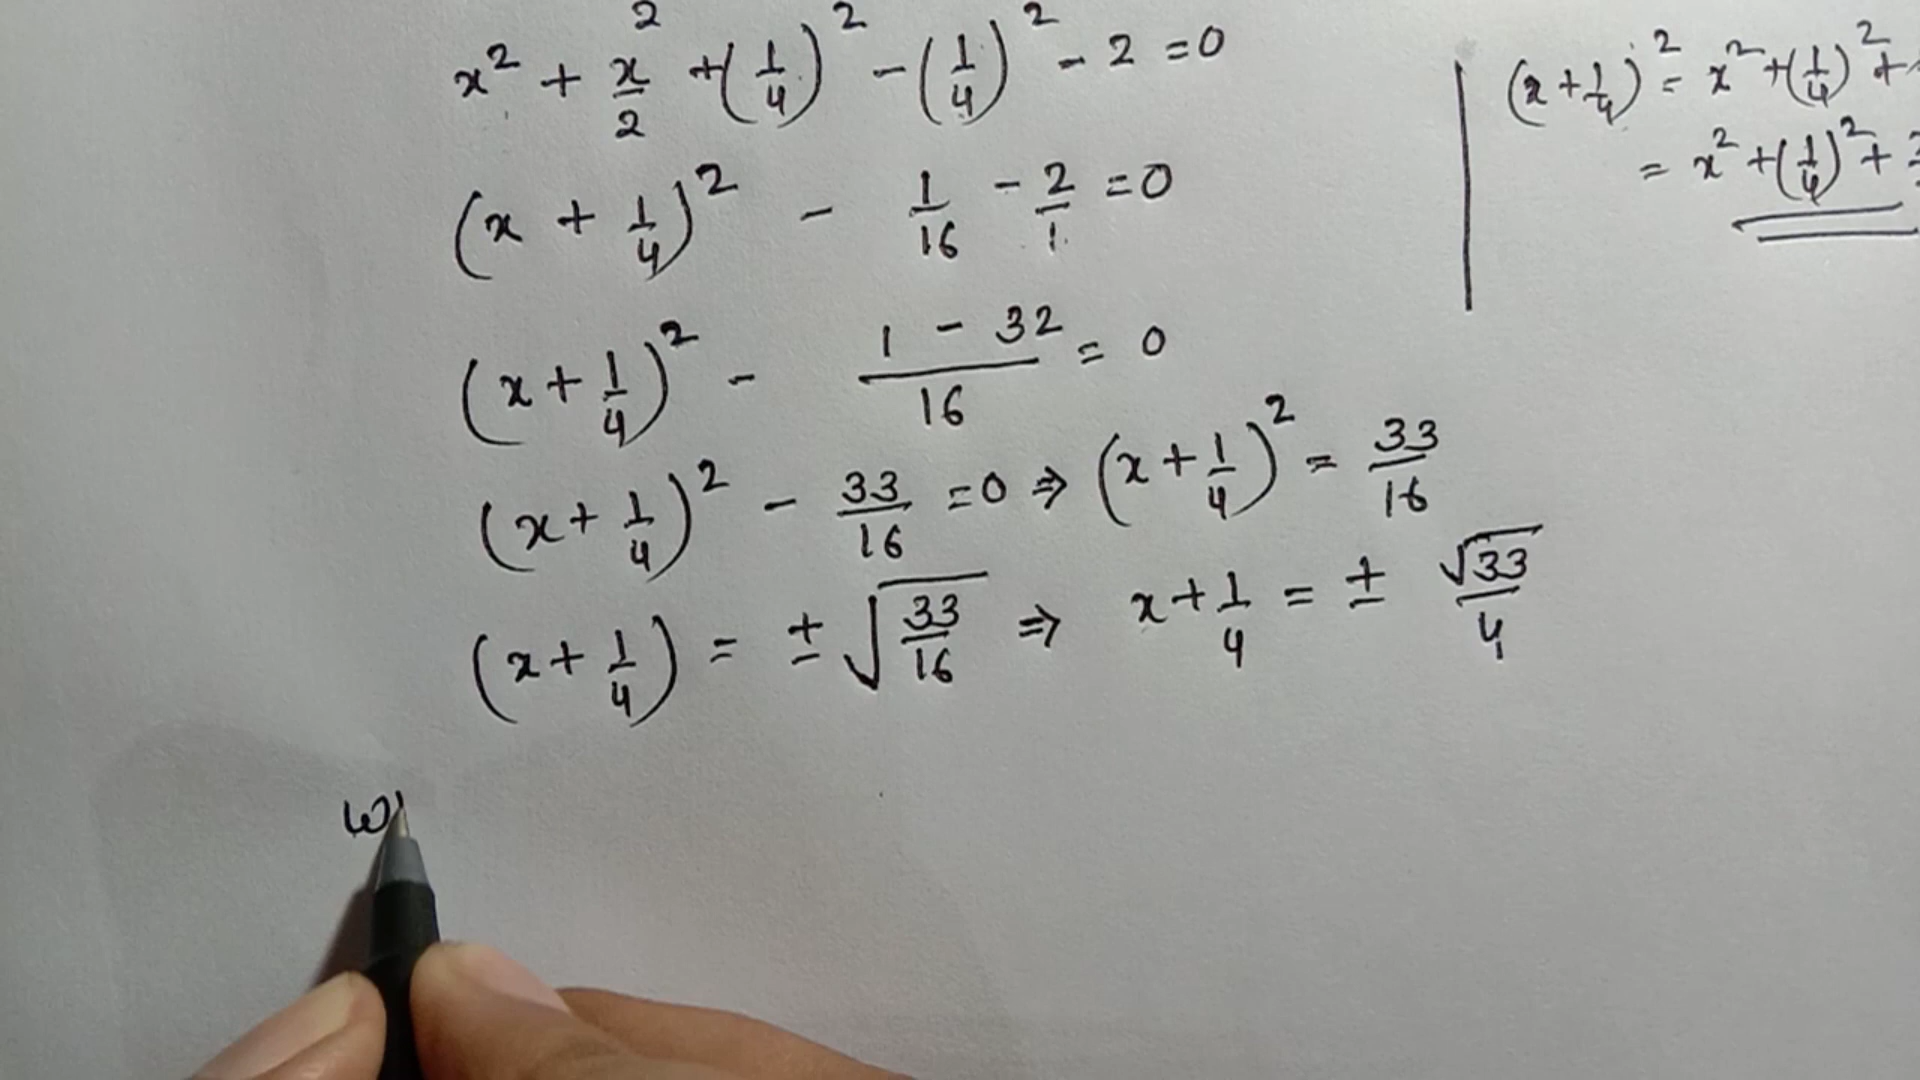 2
x² + x/2 + (1/4)² - (1/4)² - 2 = 0
(x + 1/4)² - 1/16 - 2/1 = 0
(x + 1/4)² - (1 - 32)/16 = 0
(x + 1/4)² - 33/16 = 0 ⇒ (x + 1/4)² = 33/16
(x + 1/4) = ± √(33/16) ⇒ x + 1/4 = ± √33/4
(x + 1/4)² = x² + (1/4)² +
= x² + (1/4)² +